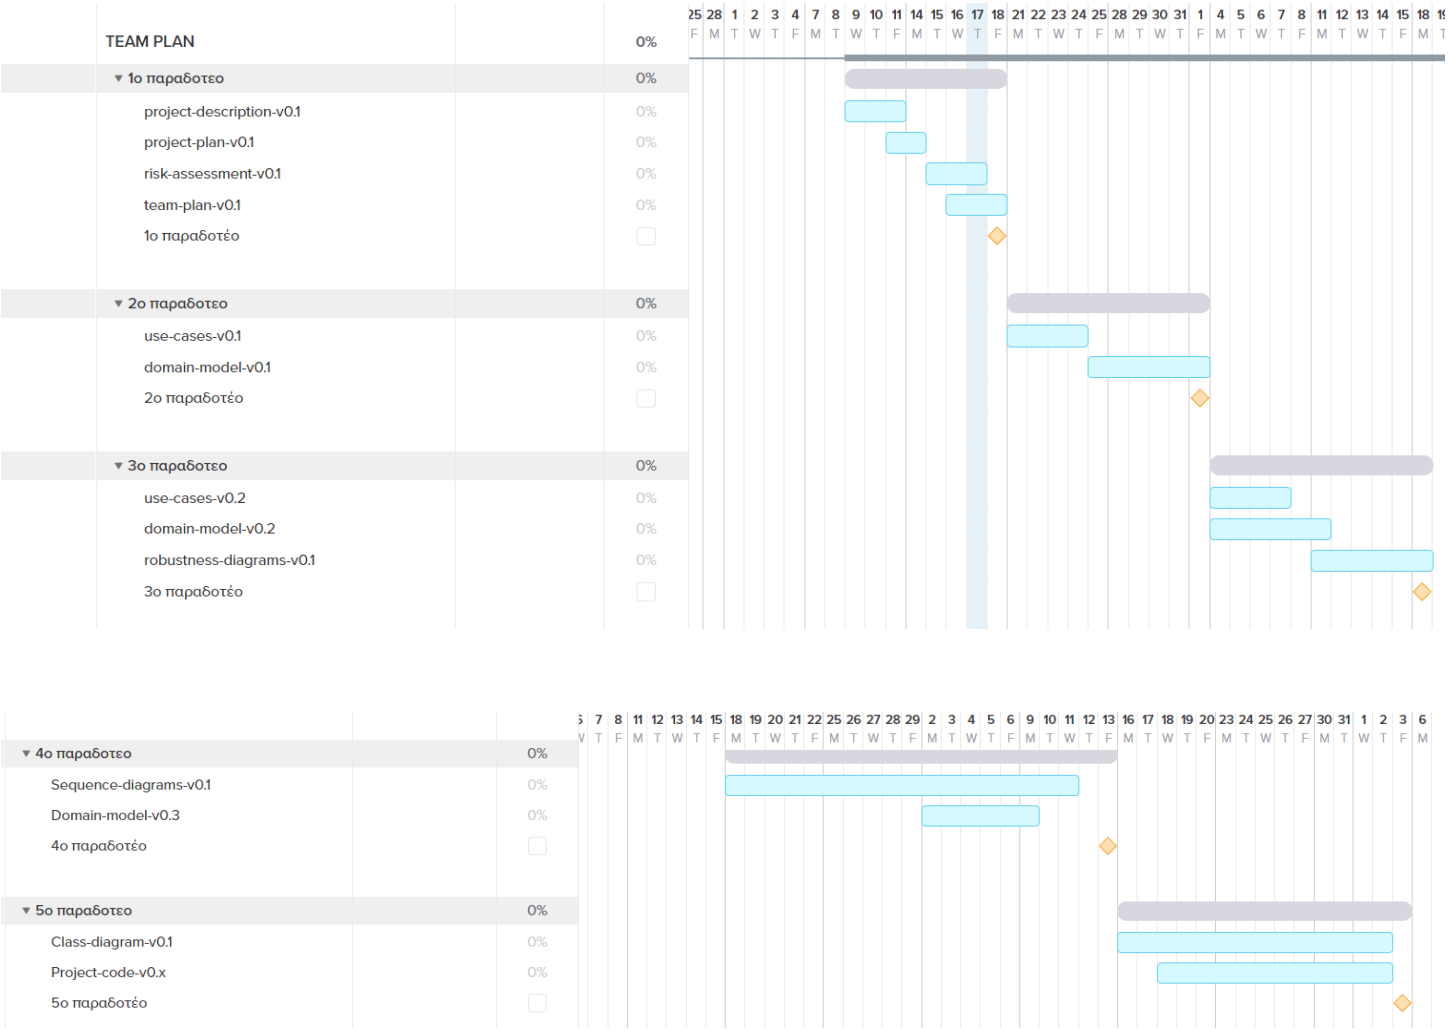 25 28 1 2 3 4 7 8 9 10 11 14 15 16 17 18 21 22 23 24 25 28 29 30 31 1 4 5 6 7 8 11 12 13 14 15 18 19
F M T W T F M T W T F M T W T F M T W T F M T W T F M T W T F M T W T F M T
TEAM PLAN 0%
▼ 1ο παραδοτεο 0%
project-description-v0.1 0%
project-plan-v0.1 0%
risk-assessment-v0.1 0%
team-plan-v0.1 0%
1ο παραδοτέο
▼ 2ο παραδοτεο 0%
use-cases-v0.1 0%
domain-model-v0.1 0%
2ο παραδοτέο
▼ 3ο παραδοτεο 0%
use-cases-v0.2 0%
domain-model-v0.2 0%
robustness-diagrams-v0.1 0%
3ο παραδοτέο
6 7 8 11 12 13 14 15 18 19 20 21 22 25 26 27 28 29 2 3 4 5 6 9 10 11 12 13 16 17 18 19 20 23 24 25 26 27 30 31 1 2 3 6
W T F M T W T F M T W T F M T W T F M T W T F M T W T F M T W T F M T W T F M T W T F M
▼ 4ο παραδοτεο 0%
Sequence-diagrams-v0.1 0%
Domain-model-v0.3 0%
4ο παραδοτέο
▼ 5ο παραδοτεο 0%
Class-diagram-v0.1 0%
Project-code-v0.x 0%
5ο παραδοτέο